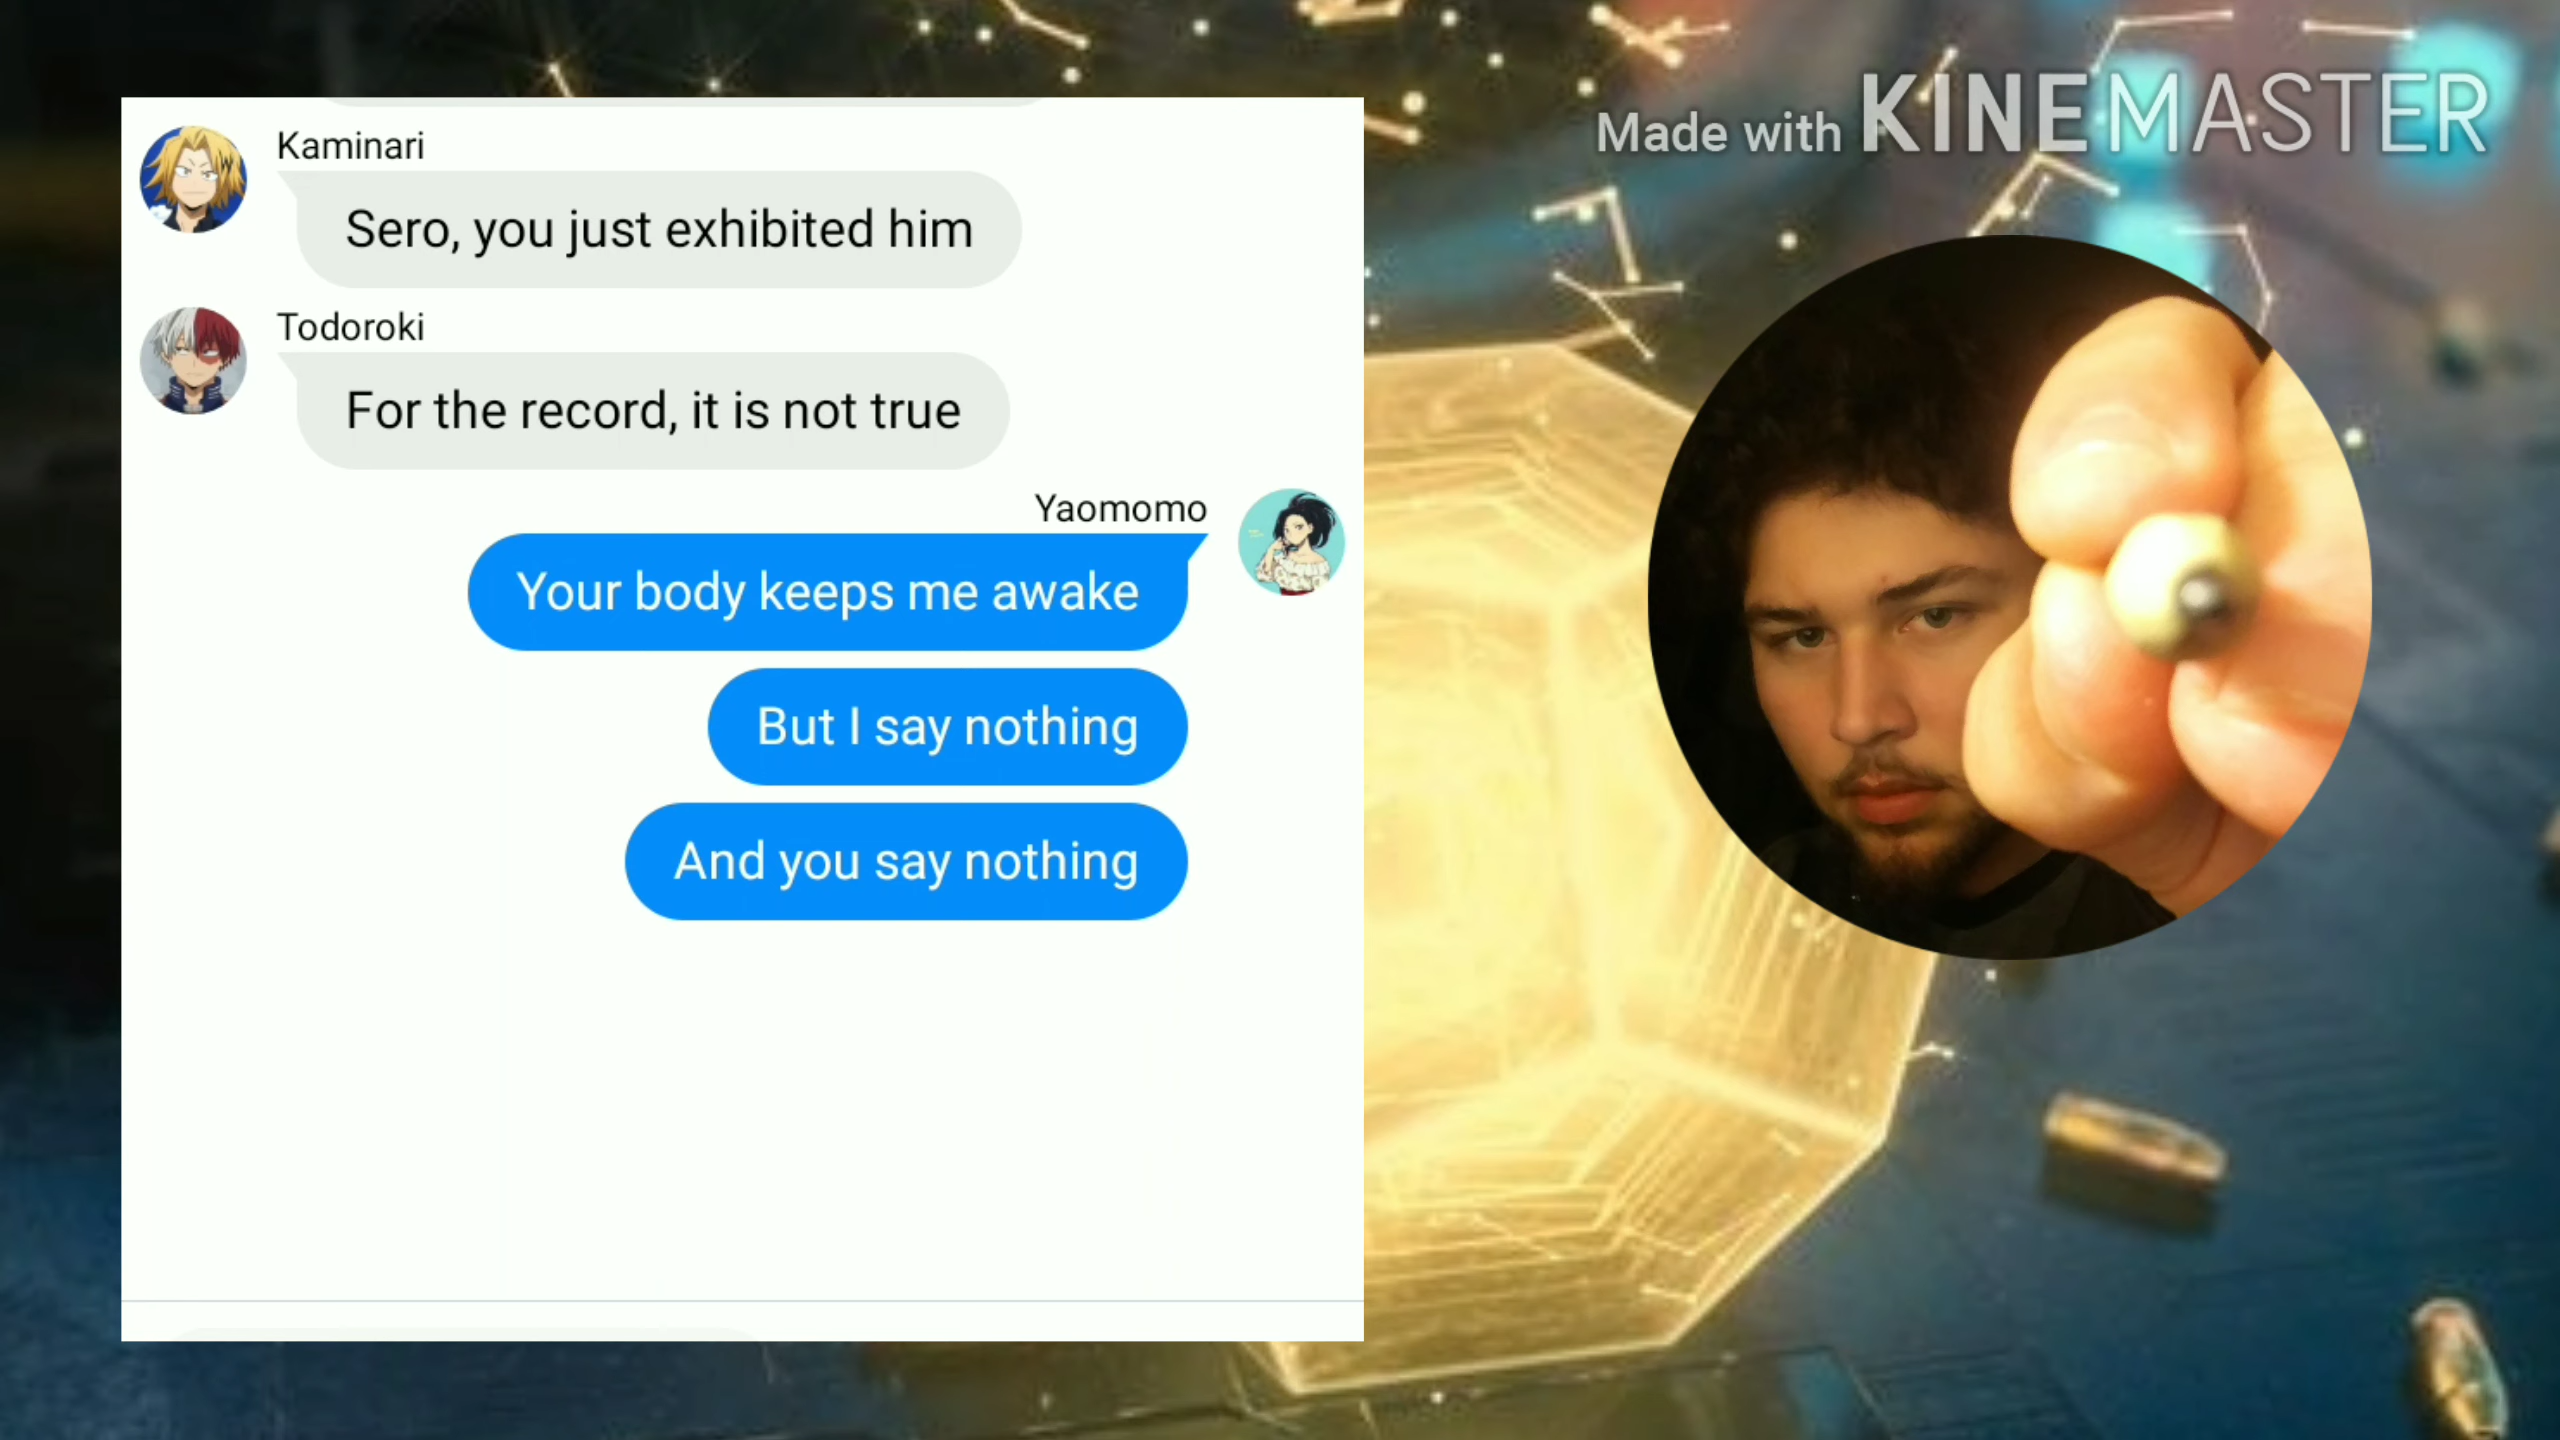 Made with KINEMASTER
Kaminari
Sero, you just exhibited him
Todoroki
For the record, it is not true
Yaomomo
Your body keeps me awake
But I say nothing
And you say nothing